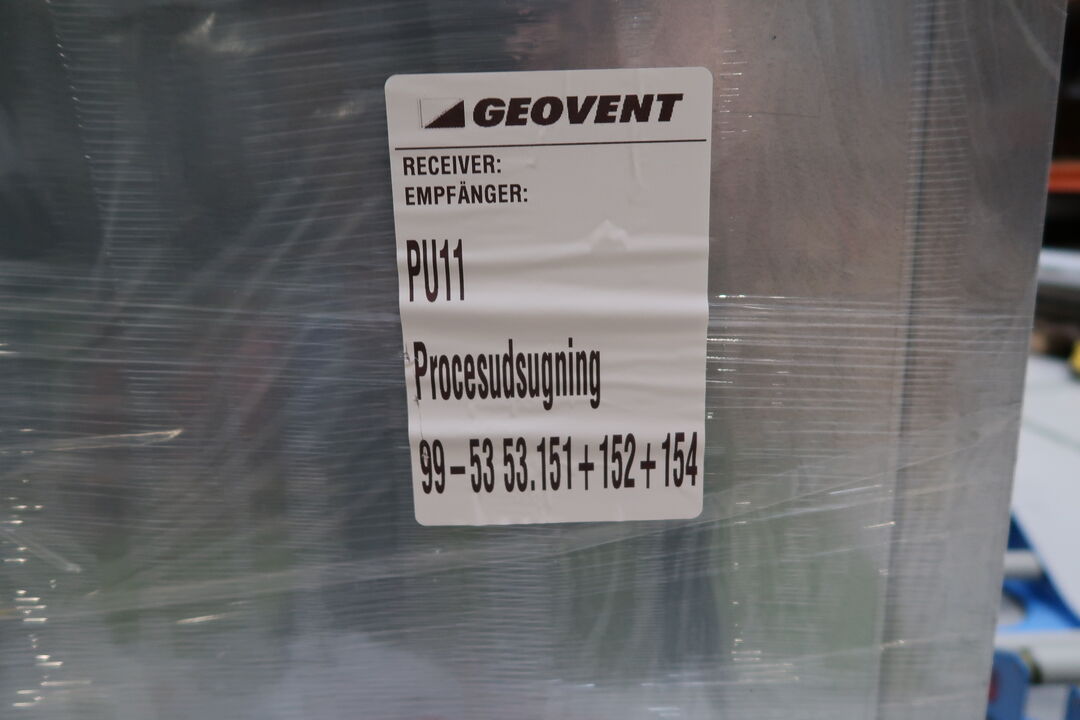 GEOVENT
RECEIVER:
EMPFÄNGER:
PU11
Procesudsugning
99-53 53.151+152+154